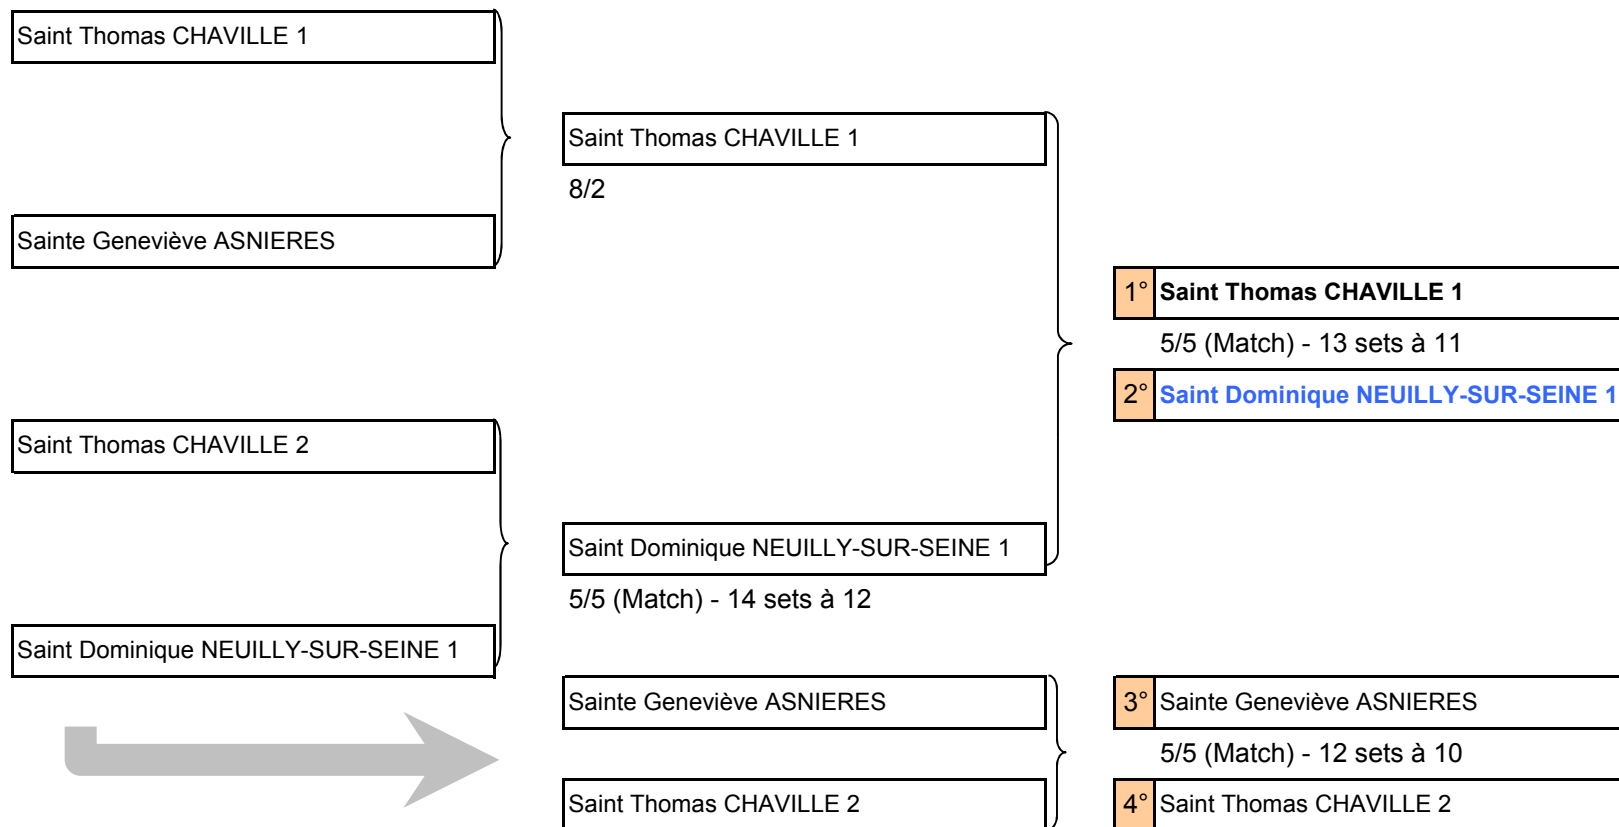 Saint Thomas CHAVILLE 1
Saint Thomas CHAVILLE 1
8/2
Sainte Geneviève ASNIERES
1° Saint Thomas CHAVILLE 1
5/5 (Match) - 13 sets à 11
2° Saint Dominique NEUILLY-SUR-SEINE 1
Saint Thomas CHAVILLE 2
Saint Dominique NEUILLY-SUR-SEINE 1
5/5 (Match) - 14 sets à 12
Saint Dominique NEUILLY-SUR-SEINE 1
Sainte Geneviève ASNIERES
3° Sainte Geneviève ASNIERES
5/5 (Match) - 12 sets à 10
Saint Thomas CHAVILLE 2
4° Saint Thomas CHAVILLE 2